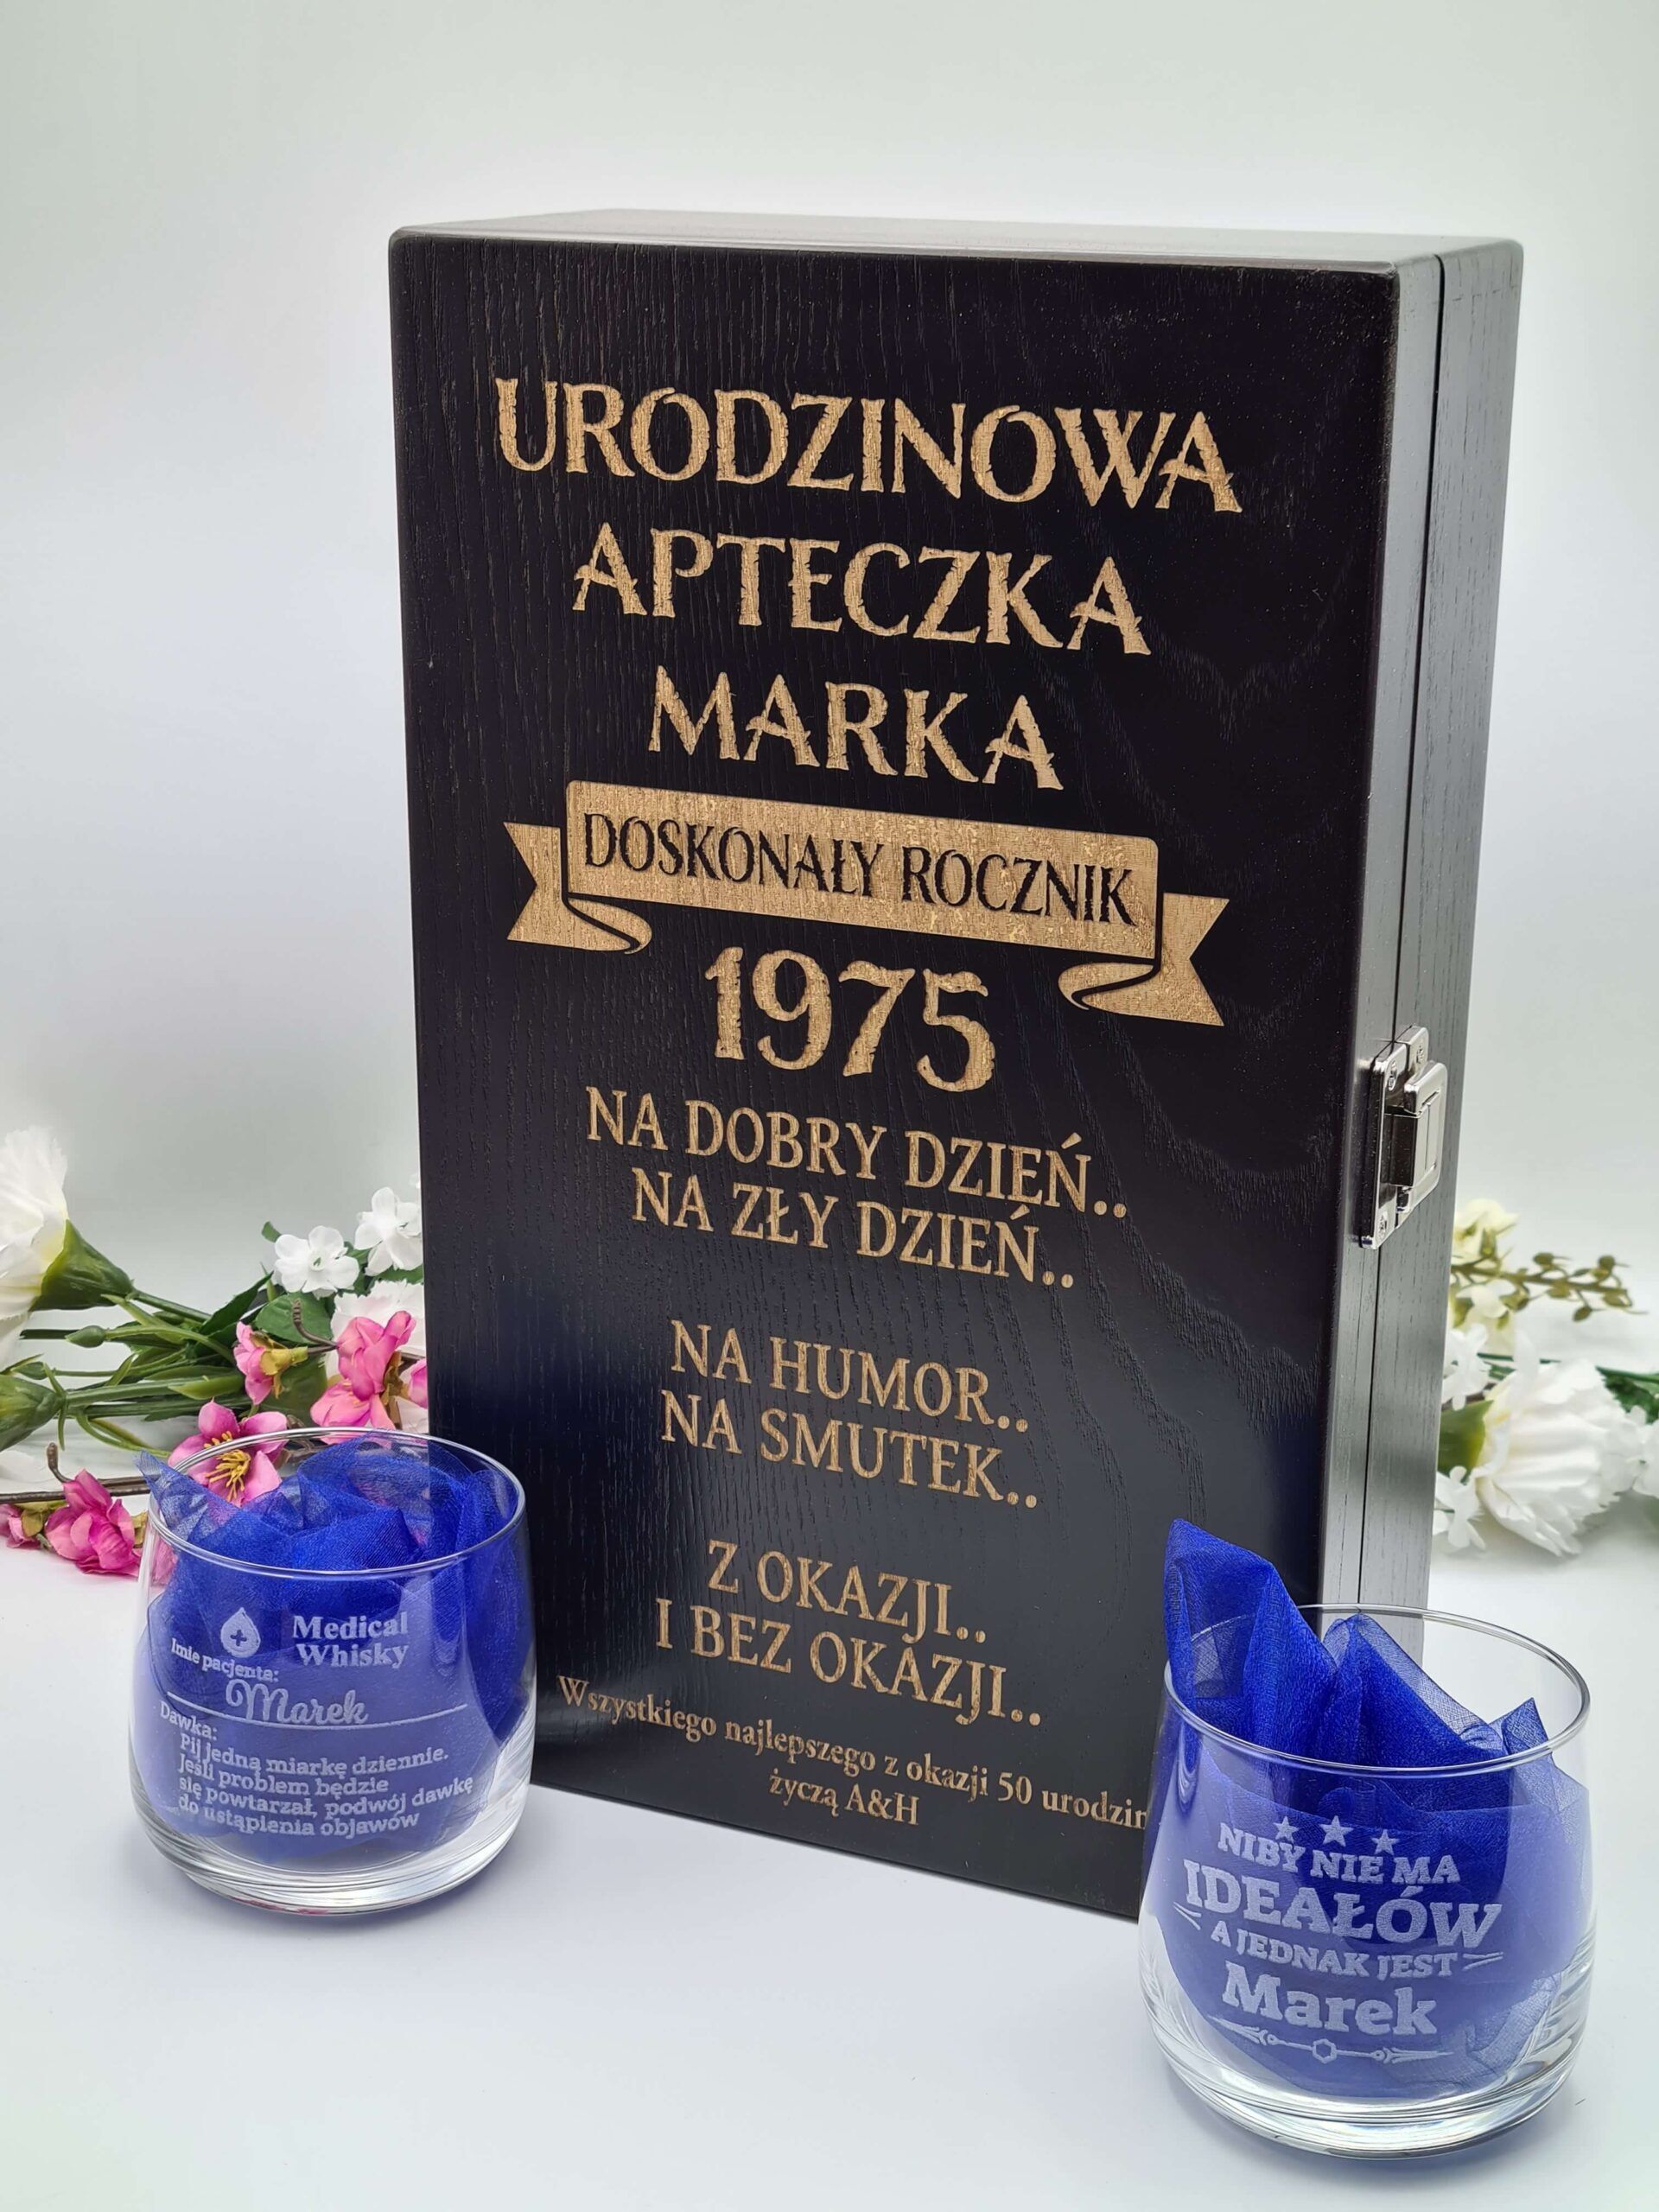 URODZINOWA
APTECZKA
MARKA
DOSKONAŁY ROCZNIK
1975
NA DOBRY DZIEŃ..
NA ZŁY DZIEŃ..
NA HUMOR..
NA SMUTEK..
Z OKAZJI..
I BEZ OKAZJI..
Wszystkiego najlepszego z okazji 50 urodzin
życzą A&H
Medical
Whisky
Imie pacjenta:
Marek
Dawka:
Pij jedną miarkę dziennie.
Jeśli problem będzie
się powtarzał, podwój dawkę
do ustąpienia objawów
NIBY NIE MA
IDEAŁÓW
A JEDNAK JEST
Marek